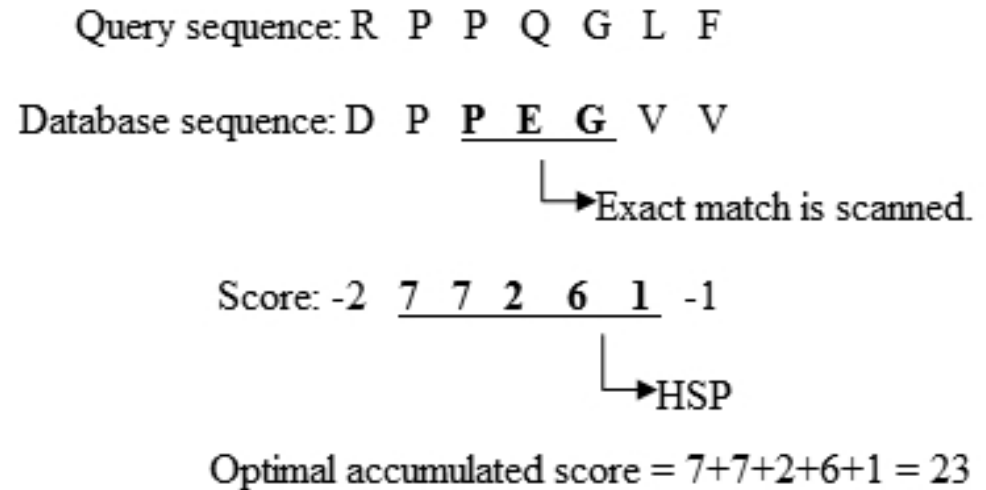 Query sequence: R P P Q G L F
Database sequence: D P P E G V V
Exact match is scanned.
Score: -2 7 7 2 6 1 -1
HSP
Optimal accumulated score = 7+7+2+6+1 = 23